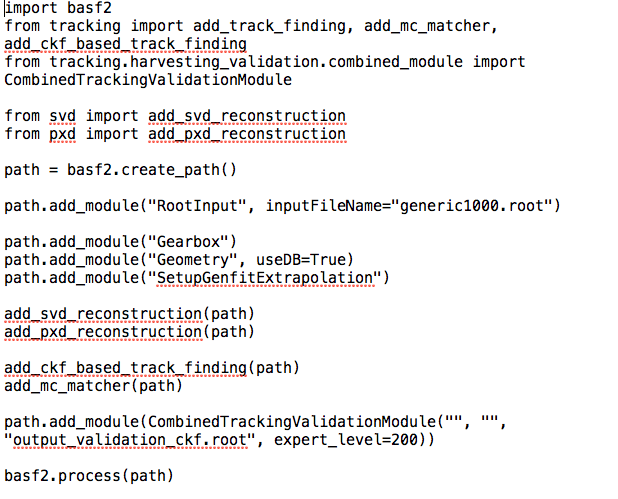 import basf2
from tracking import add_track_finding, add_mc_matcher,
add_ckf_based_track_finding
from tracking.harvesting_validation.combined_module import
CombinedTrackingValidationModule
from svd import add_svd_reconstruction
from pxd import add_pxd_reconstruction
path = basf2.create_path()
path.add_module("RootInput", inputFileName="generic1000.root")
path.add_module("Gearbox")
path.add_module("Geometry", useDB=True)
path.add_module("SetupGenfitExtrapolation")
add_svd_reconstruction(path)
add_pxd_reconstruction(path)
add_ckf_based_track_finding(path)
add_mc_matcher(path)
path.add_module(CombinedTrackingValidationModule("", "",
"output_validation_ckf.root", expert_level=200))
basf2.process(path)